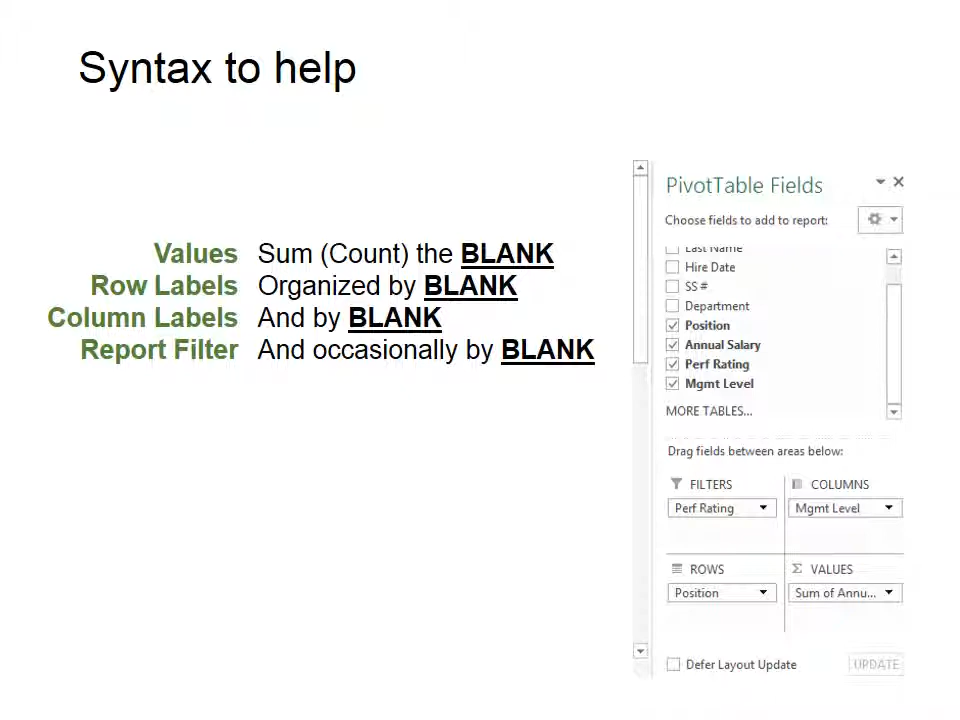 Syntax to help
Values Sum (Count) the BLANK
Row Labels Organized by BLANK
Column Labels And by BLANK
Report Filter And occasionally by BLANK
PivotTable Fields
Choose fields to add to report:
Last Name
Hire Date
SS #
Department
Position
Annual Salary
Perf Rating
Mgmt Level
MORE TABLES...
Drag fields between areas below:
FILTERS
Perf Rating
COLUMNS
Mgmt Level
ROWS
Position
Σ VALUES
Sum of Annu...
Defer Layout Update
UPDATE